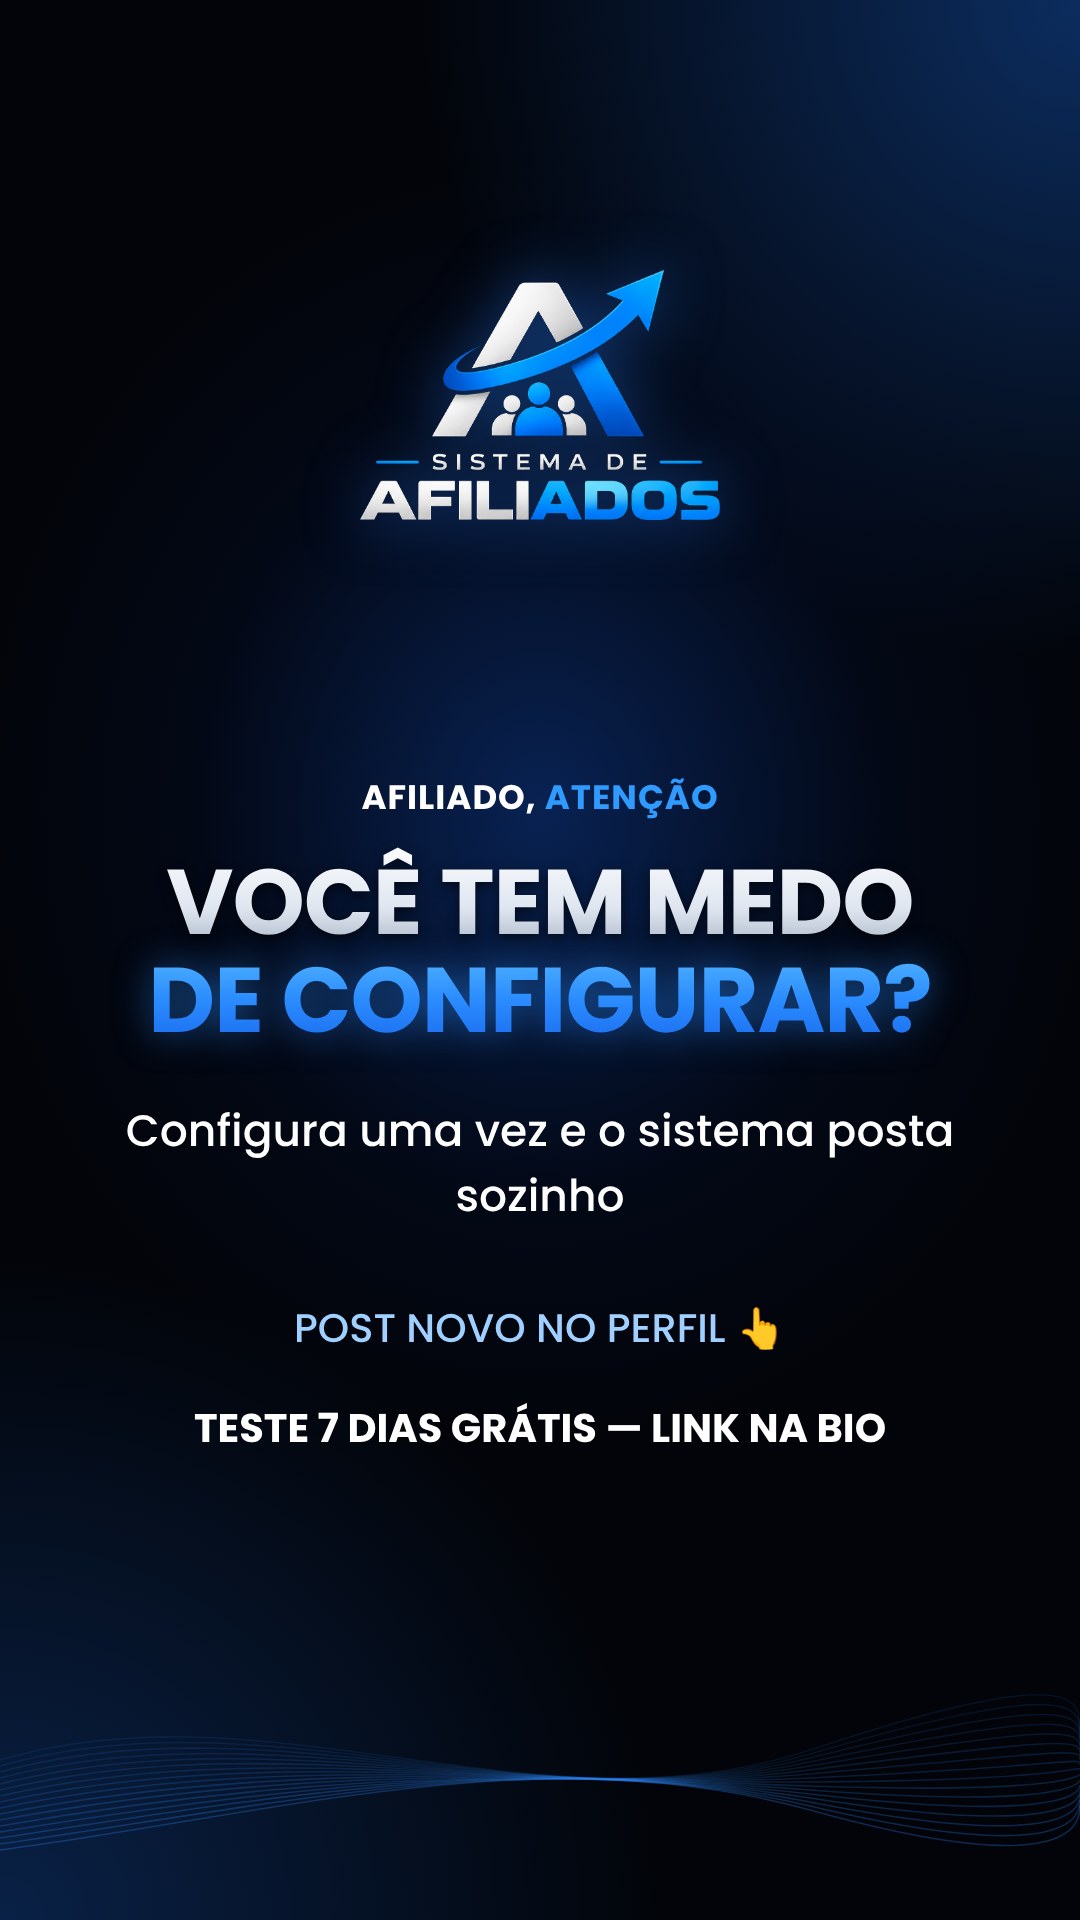 SISTEMA DE
AFILIADOS
AFILIADO, ATENÇÃO
VOCÊ TEM MEDO
DE CONFIGURAR?
Configura uma vez e o sistema posta
sozinho
POST NOVO NO PERFIL 👆
TESTE 7 DIAS GRÁTIS — LINK NA BIO